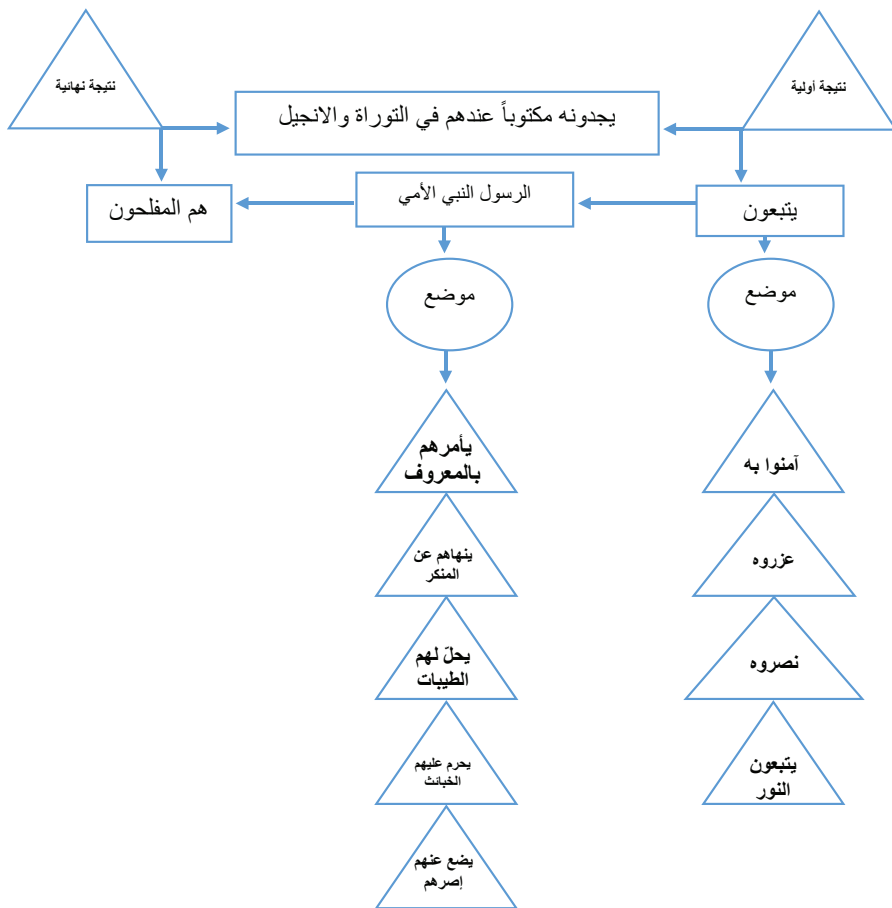 نتيجة أولية
نتيجة نهائية
يجدونه مكتوباً عندهم في التوراة والانجيل
يتبعون
الرسول النبي الأمي
هم المفلحون
موضع
موضع
آمنوا به
عزروه
نصروه
يتبعون
النور
يأمرهم
بالمعروف
ينهاهم عن
المنكر
يحلّ لهم
الطيبات
يحرم عليهم
الخبائث
يضع عنهم
إصرهم